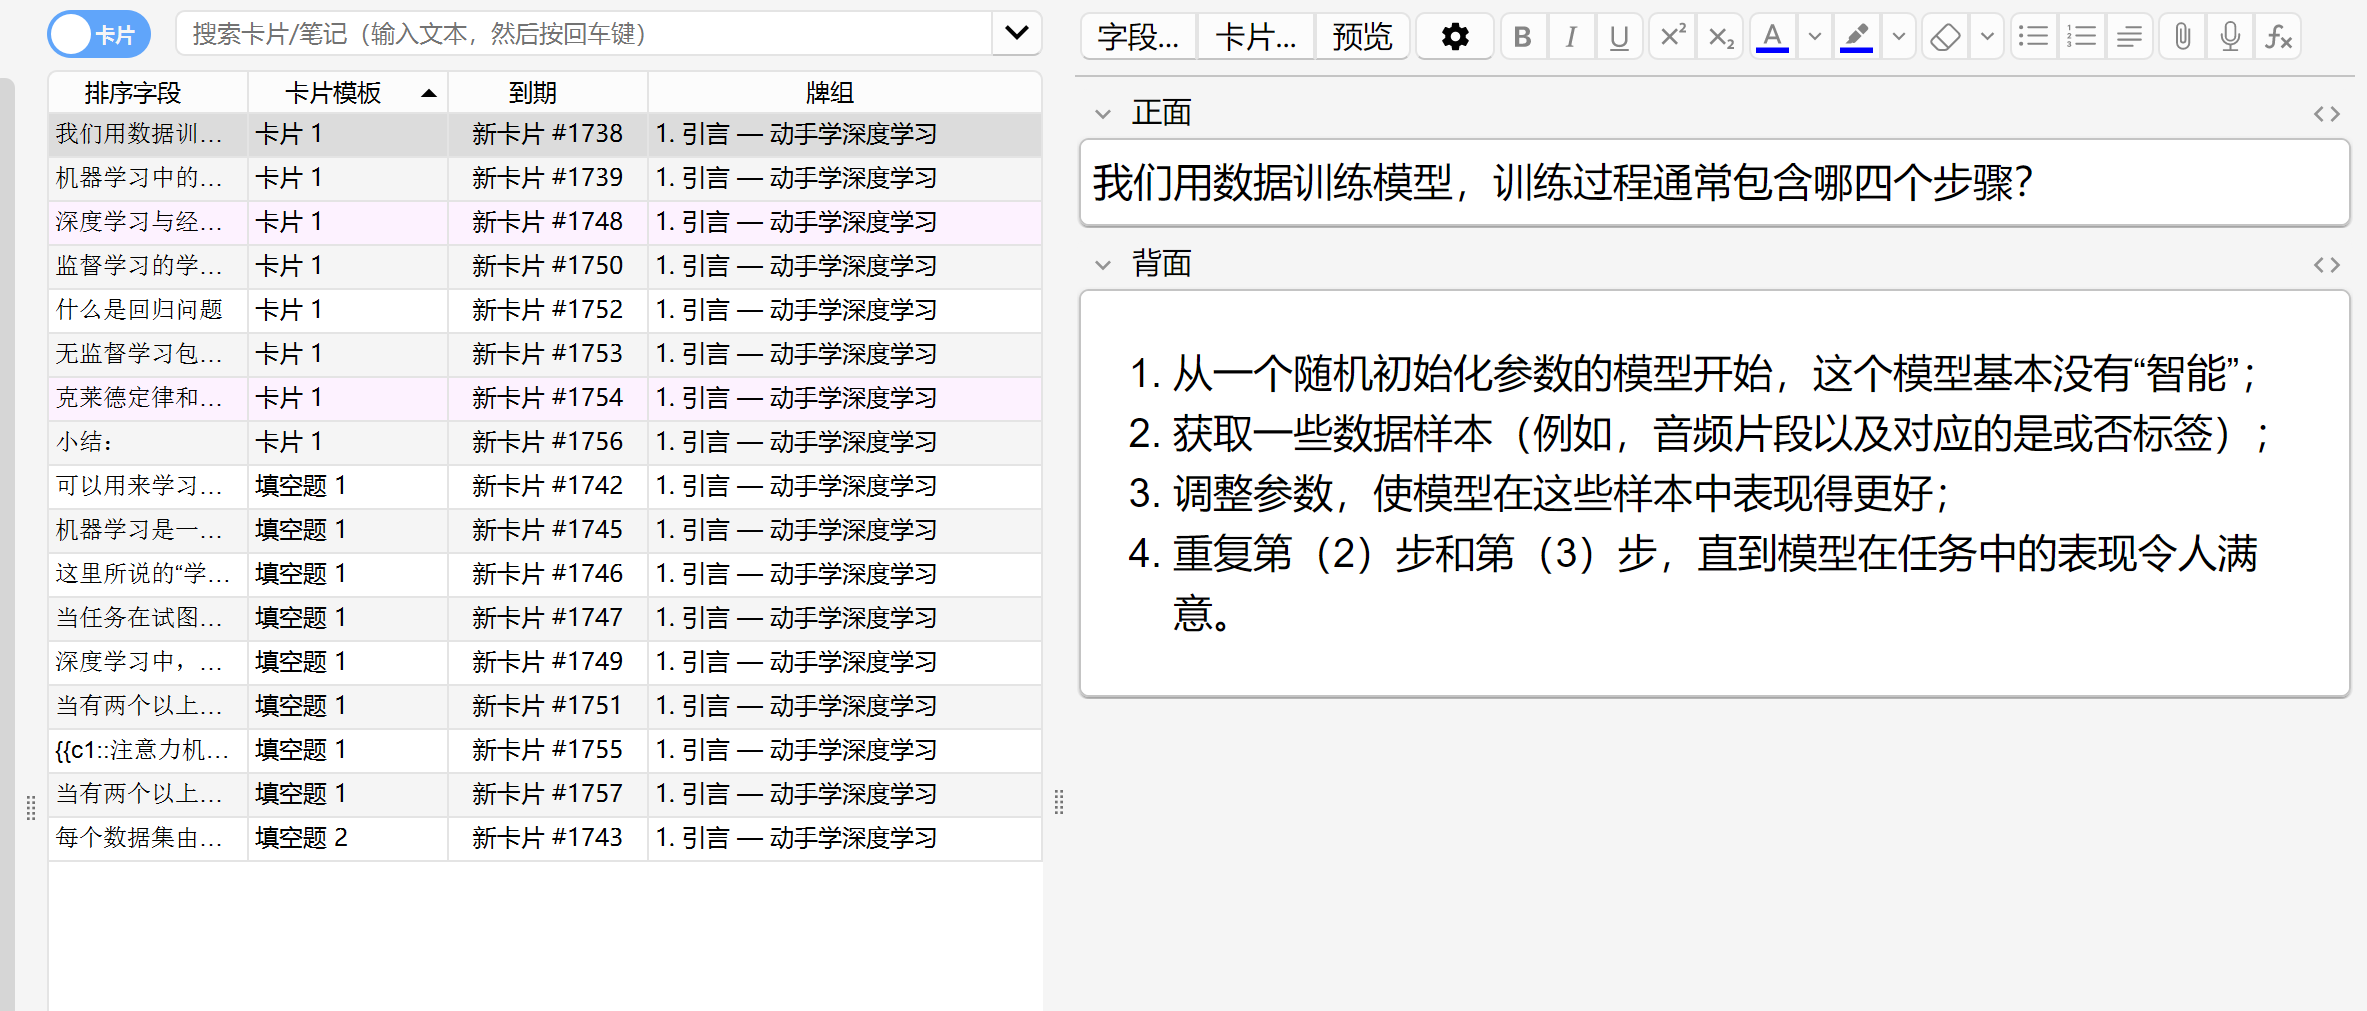 卡片
搜索卡片/笔记（输入文本，然后按回车键）
排序字段 卡片模板 到期 牌组
我们用数据训... 卡片 1 新卡片 #1738 1. 引言 — 动手学深度学习
机器学习中的... 卡片 1 新卡片 #1739 1. 引言 — 动手学深度学习
深度学习与经... 卡片 1 新卡片 #1748 1. 引言 — 动手学深度学习
监督学习的学... 卡片 1 新卡片 #1750 1. 引言 — 动手学深度学习
什么是回归问题 卡片 1 新卡片 #1752 1. 引言 — 动手学深度学习
无监督学习包... 卡片 1 新卡片 #1753 1. 引言 — 动手学深度学习
克莱德定律和... 卡片 1 新卡片 #1754 1. 引言 — 动手学深度学习
小结： 卡片 1 新卡片 #1756 1. 引言 — 动手学深度学习
可以用来学习... 填空题 1 新卡片 #1742 1. 引言 — 动手学深度学习
机器学习是一... 填空题 1 新卡片 #1745 1. 引言 — 动手学深度学习
这里所说的“学... 填空题 1 新卡片 #1746 1. 引言 — 动手学深度学习
当任务在试图... 填空题 1 新卡片 #1747 1. 引言 — 动手学深度学习
深度学习中，... 填空题 1 新卡片 #1749 1. 引言 — 动手学深度学习
当有两个以上... 填空题 1 新卡片 #1751 1. 引言 — 动手学深度学习
{{c1::注意力机... 填空题 1 新卡片 #1755 1. 引言 — 动手学深度学习
当有两个以上... 填空题 1 新卡片 #1757 1. 引言 — 动手学深度学习
每个数据集由... 填空题 2 新卡片 #1743 1. 引言 — 动手学深度学习
字段... 卡片... 预览 B I U X² X₂ A fx
正面
我们用数据训练模型，训练过程通常包含哪四个步骤？
背面
1. 从一个随机初始化参数的模型开始，这个模型基本没有“智能”；
2. 获取一些数据样本（例如，音频片段以及对应的是或否标签）；
3. 调整参数，使模型在这些样本中表现得更好；
4. 重复第（2）步和第（3）步，直到模型在任务中的表现令人满
意。